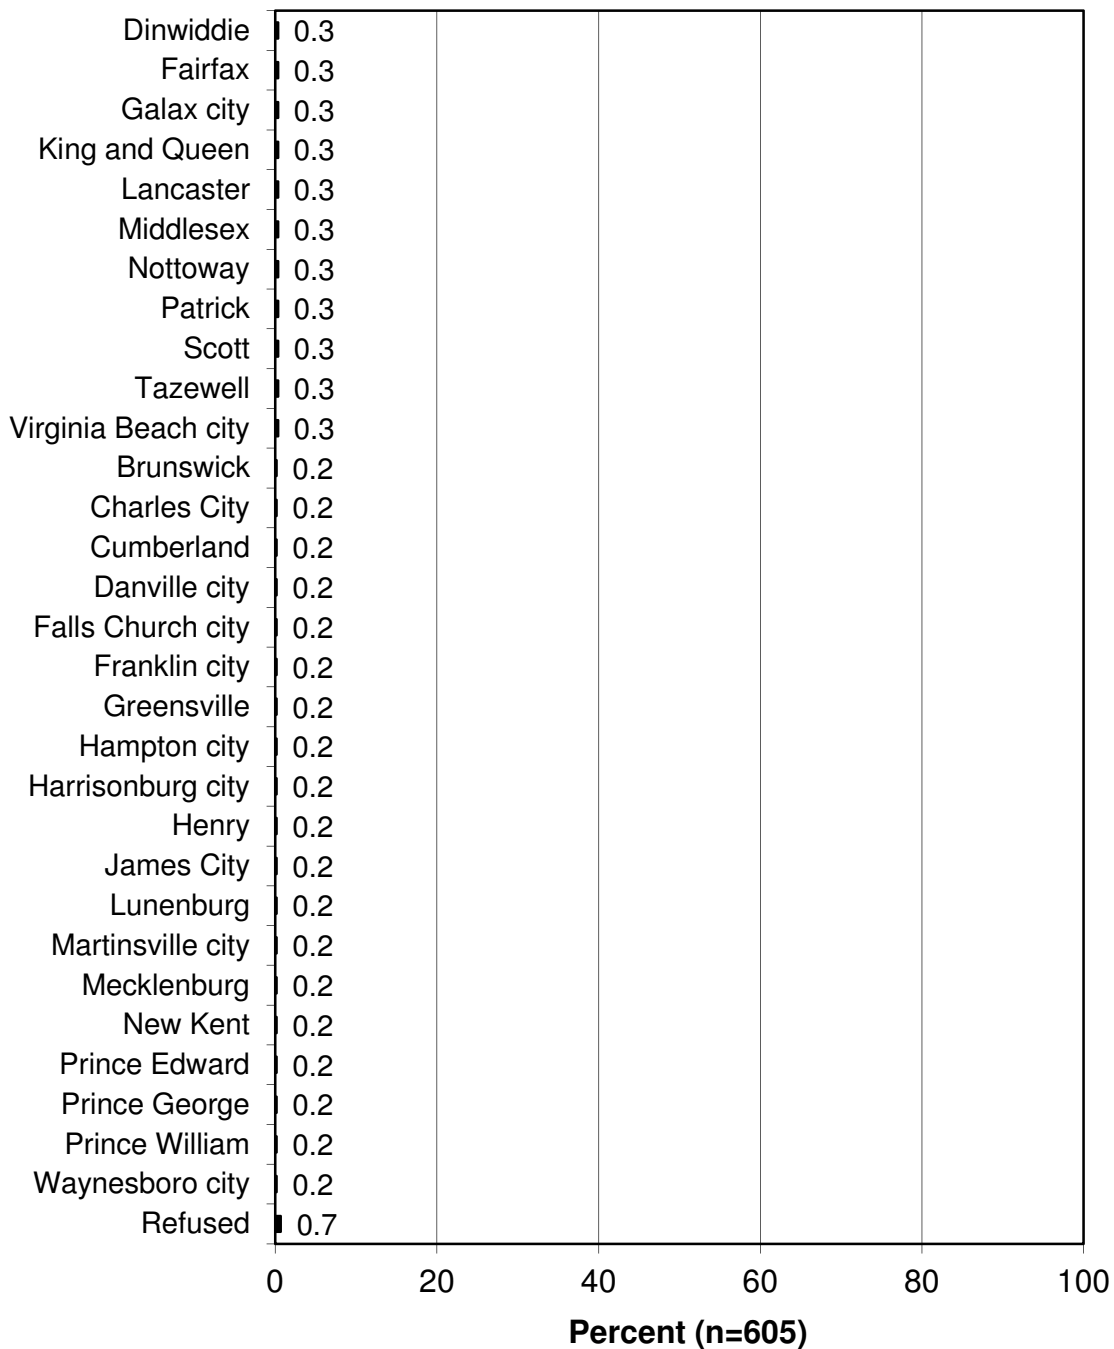 Dinwiddie 0.3
Fairfax 0.3
Galax city 0.3
King and Queen 0.3
Lancaster 0.3
Middlesex 0.3
Nottoway 0.3
Patrick 0.3
Scott 0.3
Tazewell 0.3
Virginia Beach city 0.3
Brunswick 0.2
Charles City 0.2
Cumberland 0.2
Danville city 0.2
Falls Church city 0.2
Franklin city 0.2
Greensville 0.2
Hampton city 0.2
Harrisonburg city 0.2
Henry 0.2
James City 0.2
Lunenburg 0.2
Martinsville city 0.2
Mecklenburg 0.2
New Kent 0.2
Prince Edward 0.2
Prince George 0.2
Prince William 0.2
Waynesboro city 0.2
Refused 0.7
0 20 40 60 80 100
Percent (n=605)